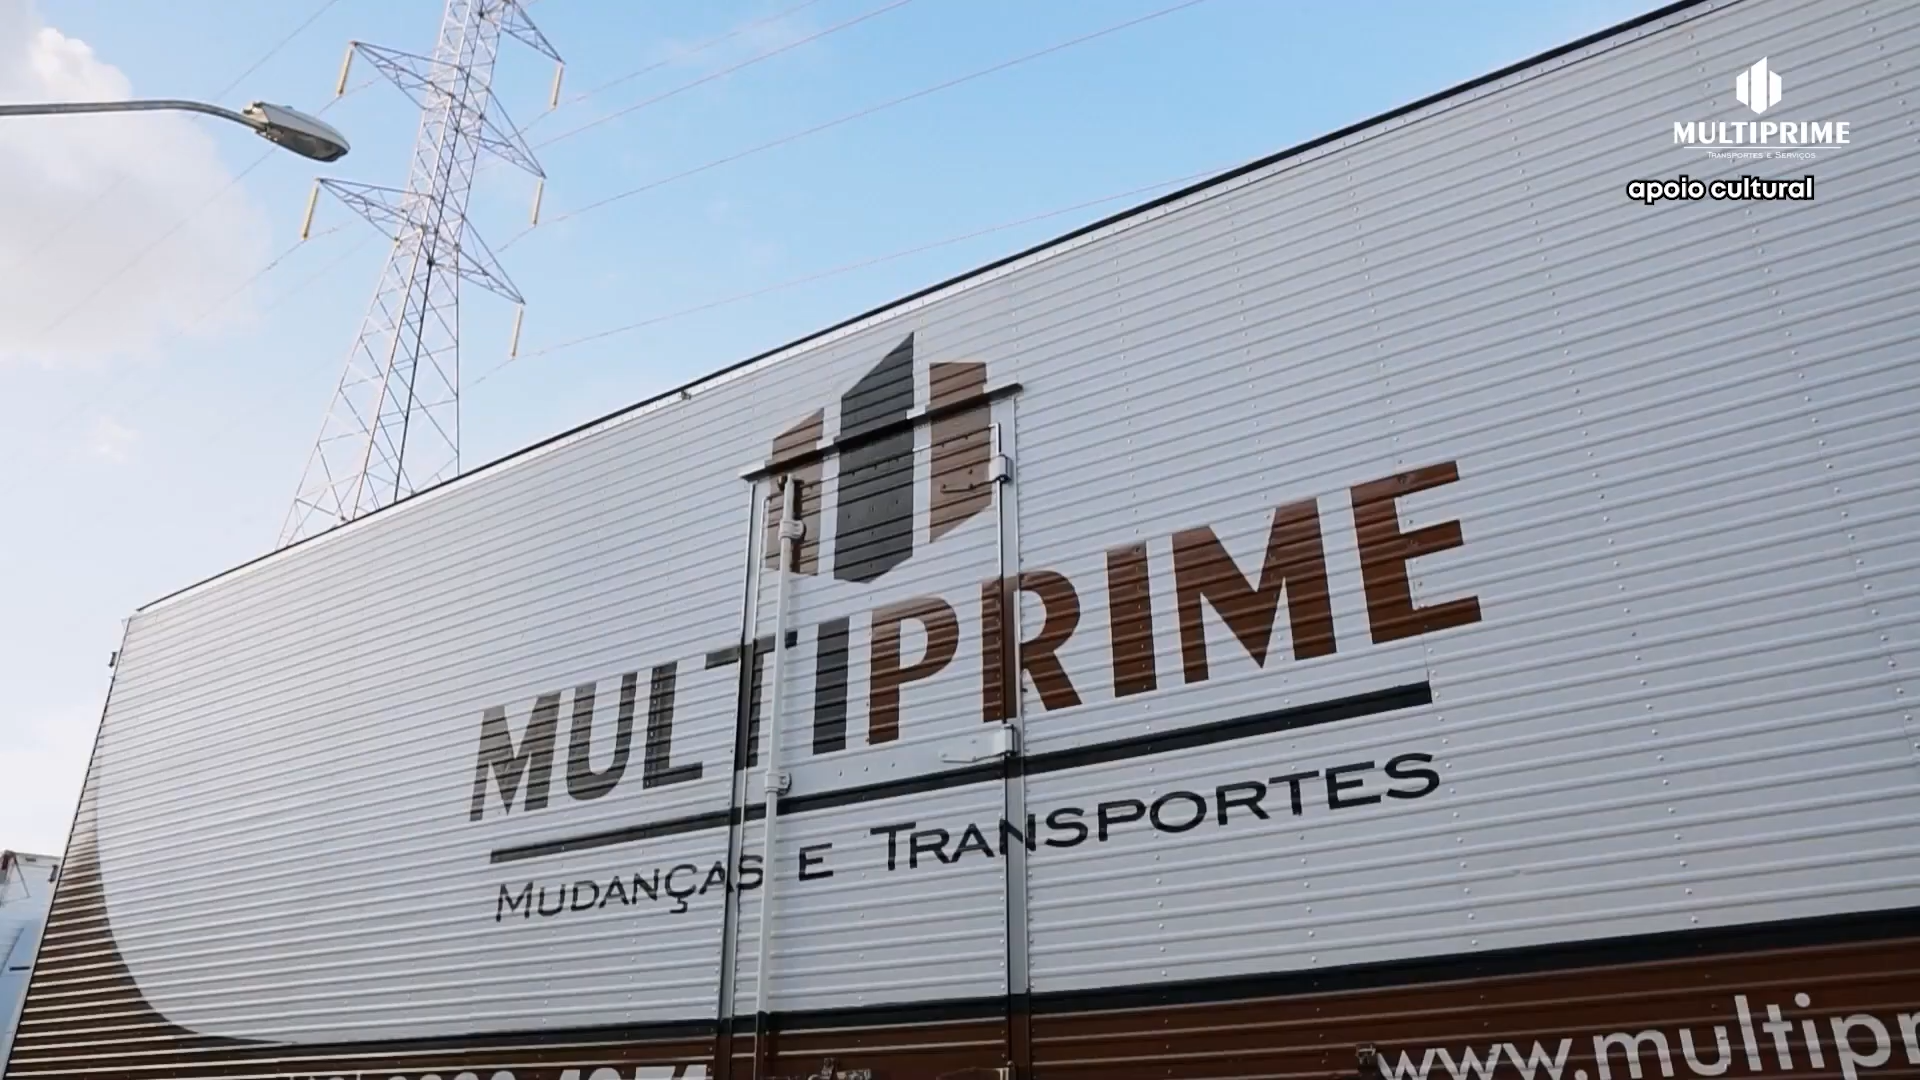 MULTIPRIME
TRANSPORTES E SERVIÇOS
apoio cultural
MULTIPRIME
MUDANÇAS E TRANSPORTES
www.multipr